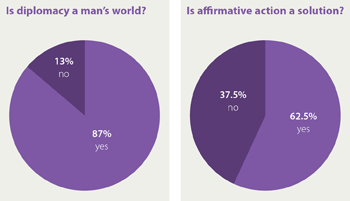 Is diplomacy a man's world?
13%
no
87%
yes
Is affirmative action a solution?
37.5%
no
62.5%
yes